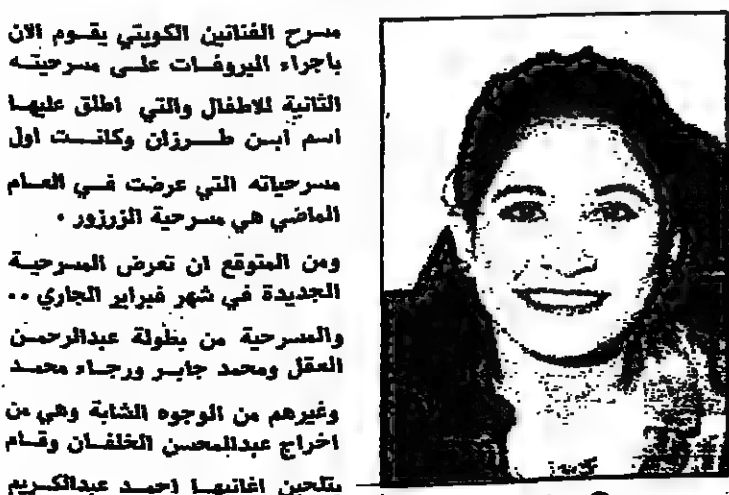 مسرح الفنانين الكويتي يقوم الان
باجراء البروفات على مسرحيته
الثانية للاطفال والتي اطلق عليها
اسم ابن طرزان وكانت اول
مسرحياته التي عرضت في العام
الماضي هي مسرحية الزرزور .
ومن المتوقع ان تعرض المسرحية
الجديدة في شهر فبراير الجاري ..
والمسرحية من بطولة عبدالرحمن
العقل ومحمد جابر ورجاء محمد
وغيرهم من الوجوه الشابة وهي من
اخراج عبدالمحسن الخلفان وقام
بتلحين اغانيها احمد عبدالكريم